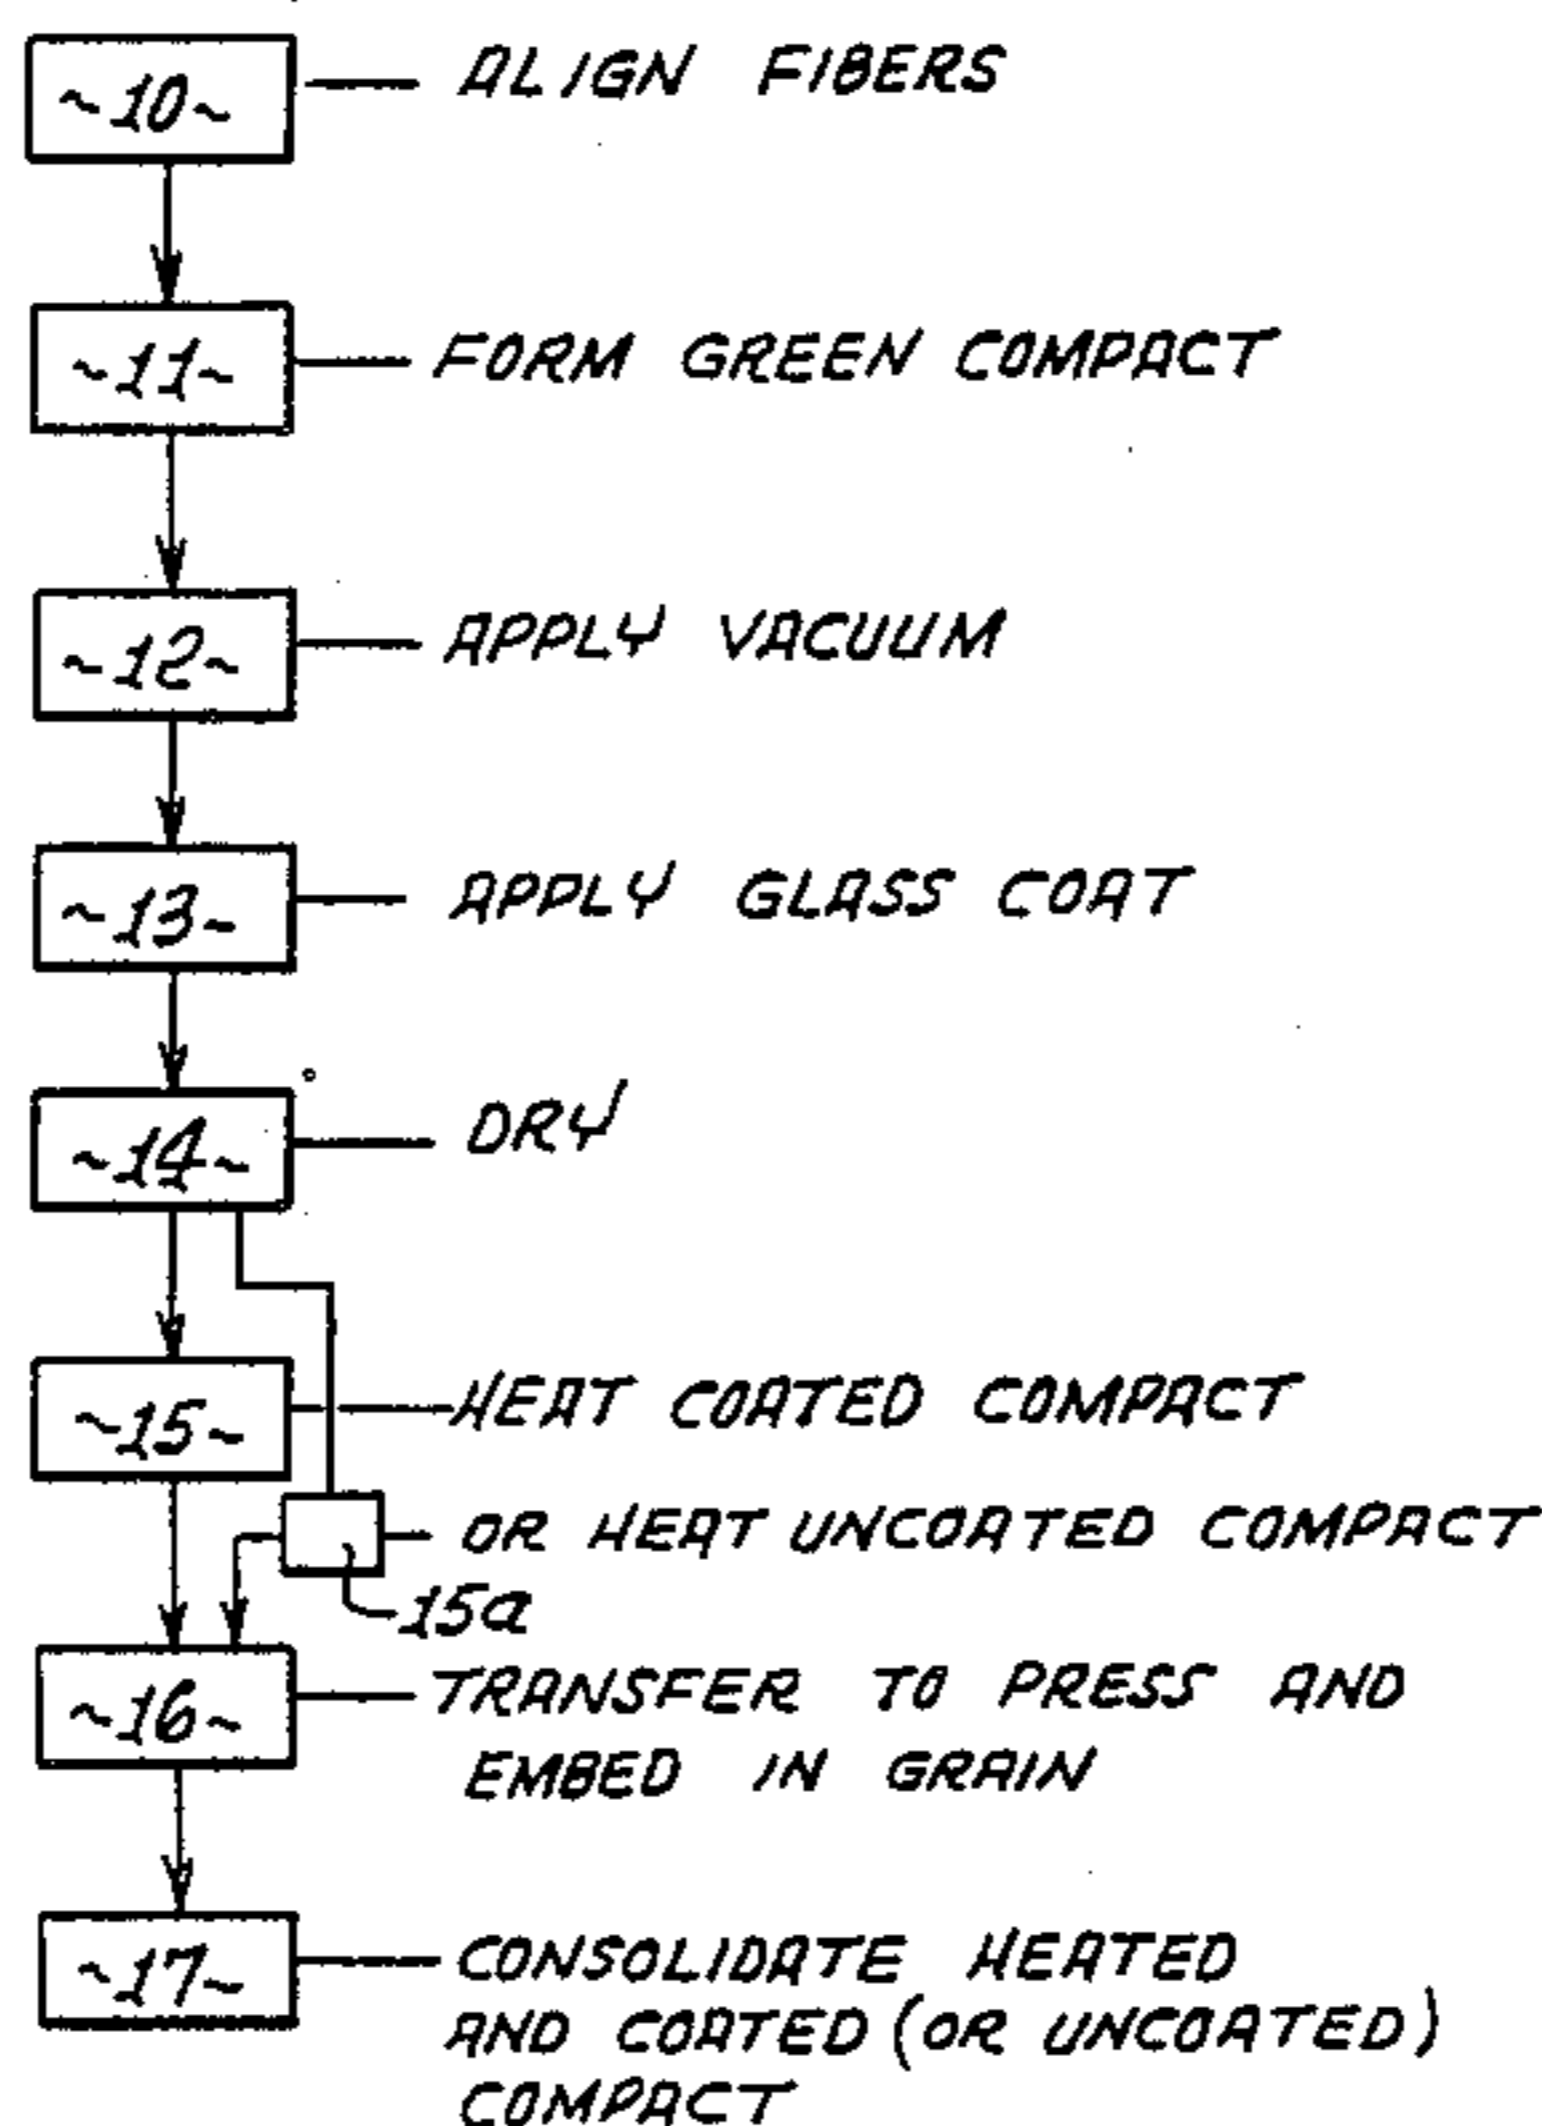 ~10~ ALIGN FIBERS
~11~ FORM GREEN COMPACT
~12~ APPLY VACUUM
~13~ APPLY GLASS COAT
~14~ DRY
~15~ HEAT COATED COMPACT
OR HEAT UNCOATED COMPACT
15a
~16~ TRANSFER TO PRESS AND
EMBED IN GRAIN
~17~ CONSOLIDATE HEATED
AND COATED (OR UNCOATED)
COMPACT